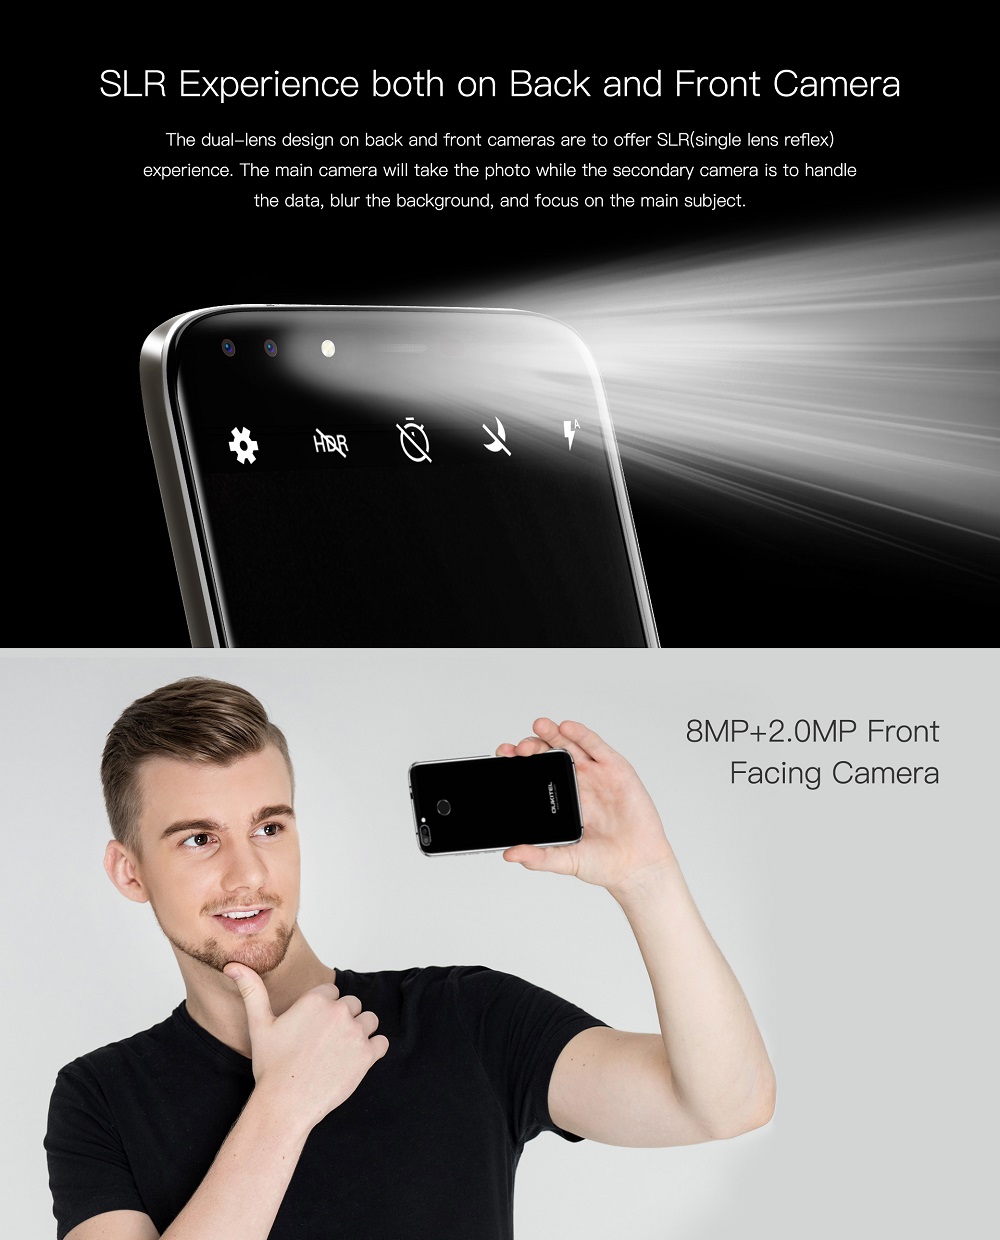 SLR Experience both on Back and Front Camera
The dual-lens design on back and front cameras are to offer SLR(single lens reflex)
experience. The main camera will take the photo while the secondary camera is to handle
the data, blur the background, and focus on the main subject.
HDR
A
8MP+2.0MP Front
Facing Camera
OUKITEL